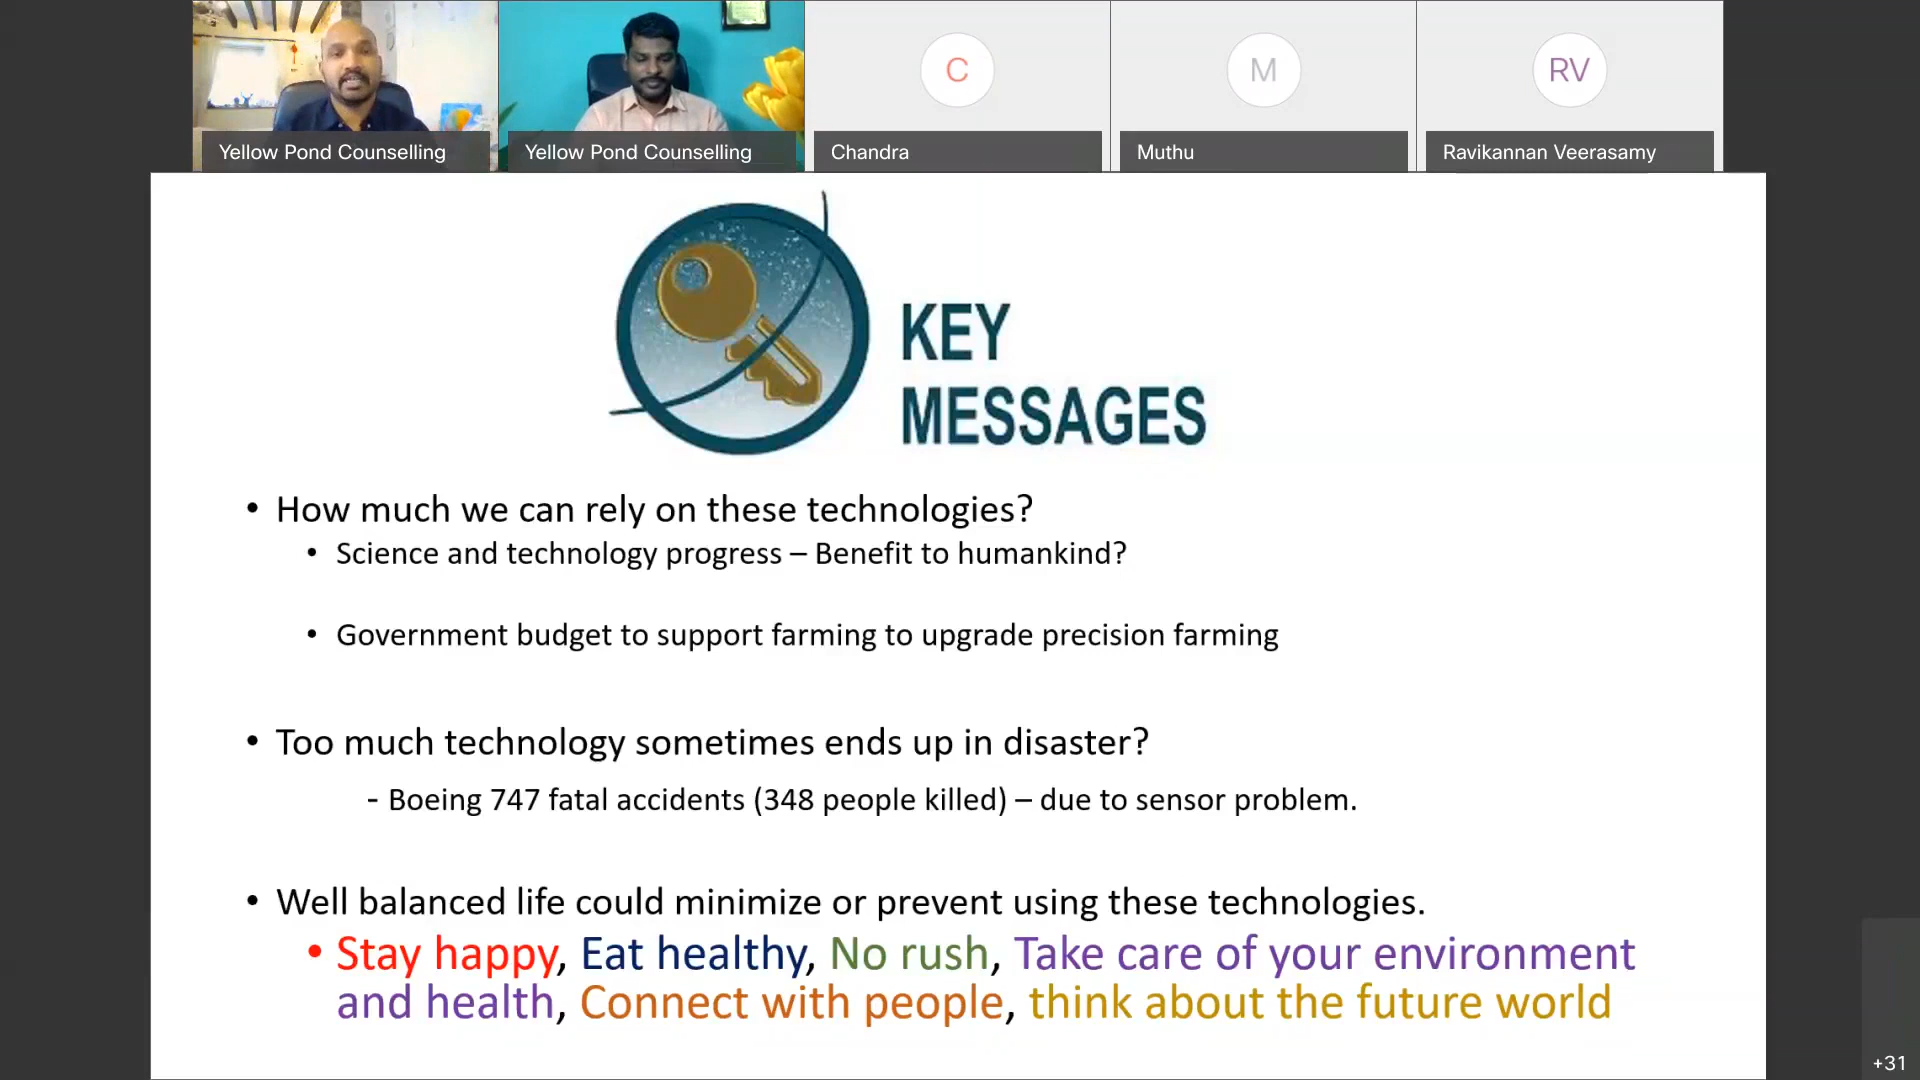 Yellow Pond Counselling
Yellow Pond Counselling
C
Chandra
M
Muthu
RV
Ravikannan Veerasamy
KEY
MESSAGES
• How much we can rely on these technologies?
• Science and technology progress – Benefit to humankind?
• Government budget to support farming to upgrade precision farming
• Too much technology sometimes ends up in disaster?
- Boeing 747 fatal accidents (348 people killed) – due to sensor problem.
• Well balanced life could minimize or prevent using these technologies.
• Stay happy, Eat healthy, No rush, Take care of your environment
and health, Connect with people, think about the future world
+31